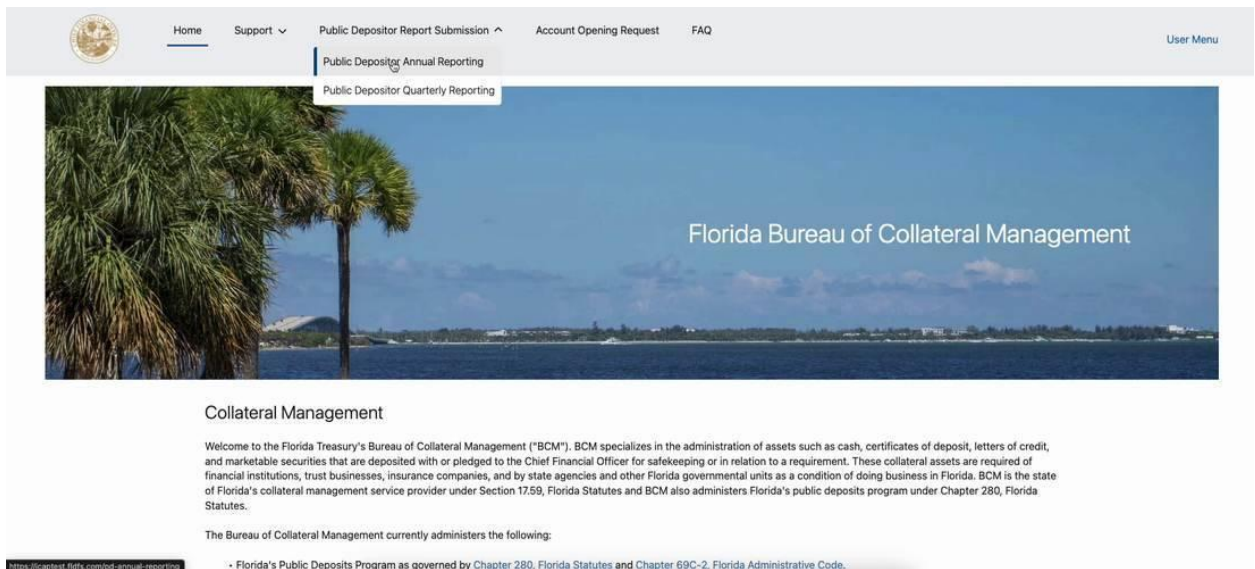 Home Support Public Depositor Report Submission Account Opening Request FAQ
User Menu
Public Depositor Annual Reporting
Public Depositor Quarterly Reporting
Florida Bureau of Collateral Management
Collateral Management
Welcome to the Florida Treasury's Bureau of Collateral Management ("BCM"). BCM specializes in the administration of assets such as cash, certificates of deposit, letters of credit,
and marketable securities that are deposited with or pledged to the Chief Financial Officer for safekeeping or in relation to a requirement. These collateral assets are required of
financial institutions, trust businesses, insurance companies, and by state agencies and other Florida governmental units as a condition of doing business in Florida. BCM is the state
of Florida's collateral management service provider under Section 17.59, Florida Statutes and BCM also administers Florida's public deposits program under Chapter 280, Florida
Statutes.
The Bureau of Collateral Management currently administers the following:
• Florida's Public Deposits Program as governed by Chapter 280, Florida Statutes and Chapter 69C-2, Florida Administrative Code.
https://icaptest.fldfs.com/pd-annual-reporting